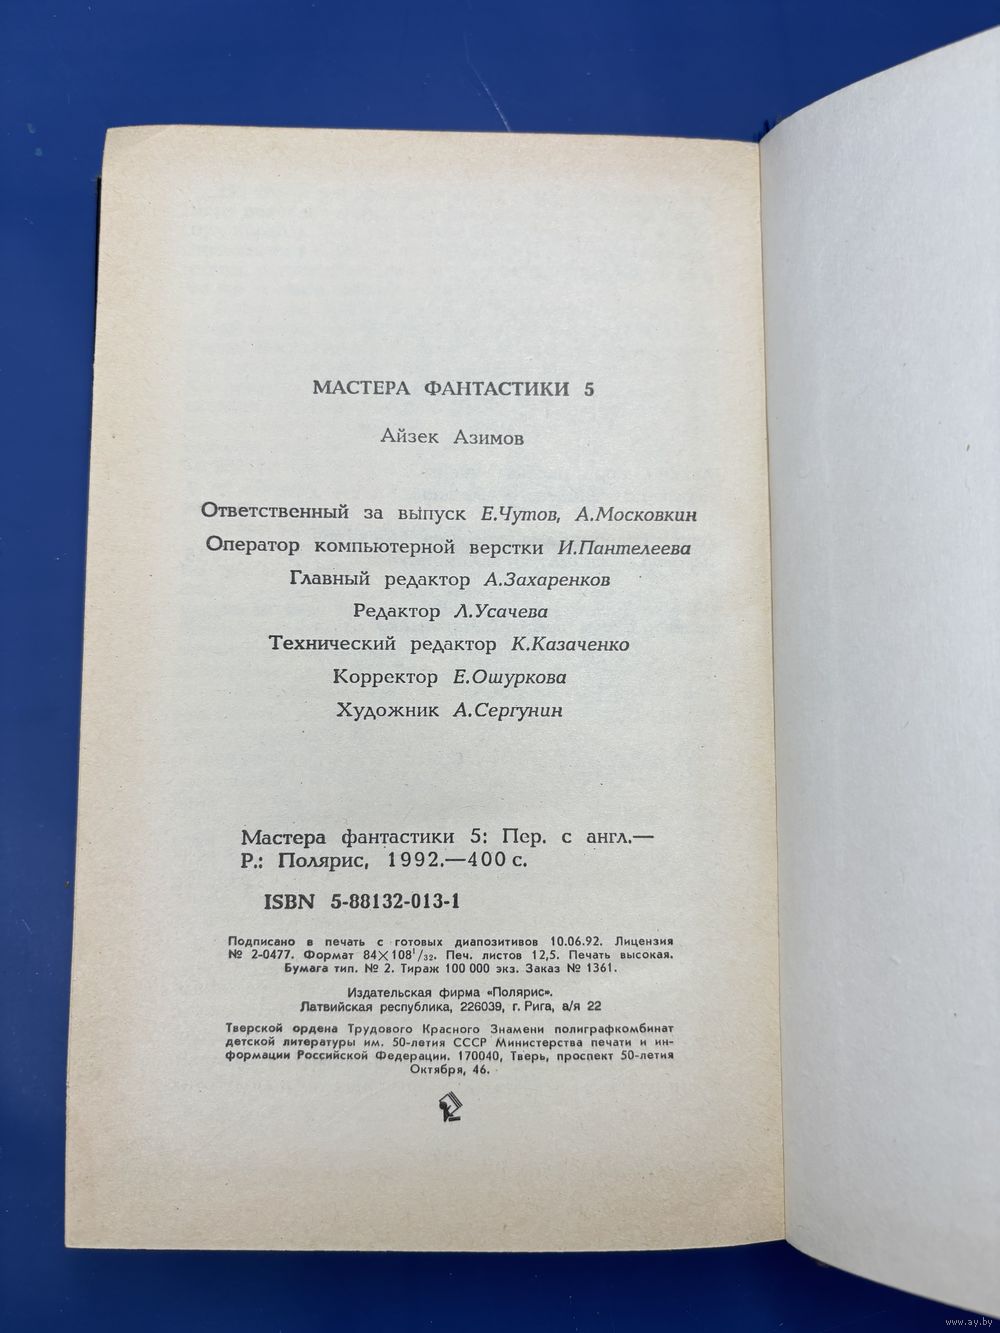 МАСТЕРА ФАНТАСТИКИ 5
Айзек Азимов
Ответственный за выпуск Е.Чутов, А.Московкин
Оператор компьютерной верстки И.Пантелеева
Главный редактор А.Захаренков
Редактор Л.Усачева
Технический редактор К.Казаченко
Корректор Е.Ошуркова
Художник А.Сергунин
Мастера фантастики 5: Пер. с англ.—
Р.: Полярис, 1992.—400 с.
ISBN 5-88132-013-1
Подписано в печать с готовых диапозитивов 10.06.92. Лицензия
№ 2-0477. Формат 84×108¹/₃₂. Печ. листов 12,5. Печать высокая.
Бумага тип. № 2. Тираж 100 000 экз. Заказ № 1361.
Издательская фирма «Полярис».
Латвийская республика, 226039, г. Рига, а/я 22
Тверской ордена Трудового Красного Знамени полиграфкомбинат
детской литературы им. 50-летия СССР Министерства печати и ин-
формации Российской Федерации. 170040, Тверь, проспект 50-летия
Октября, 46.
www.ay.by